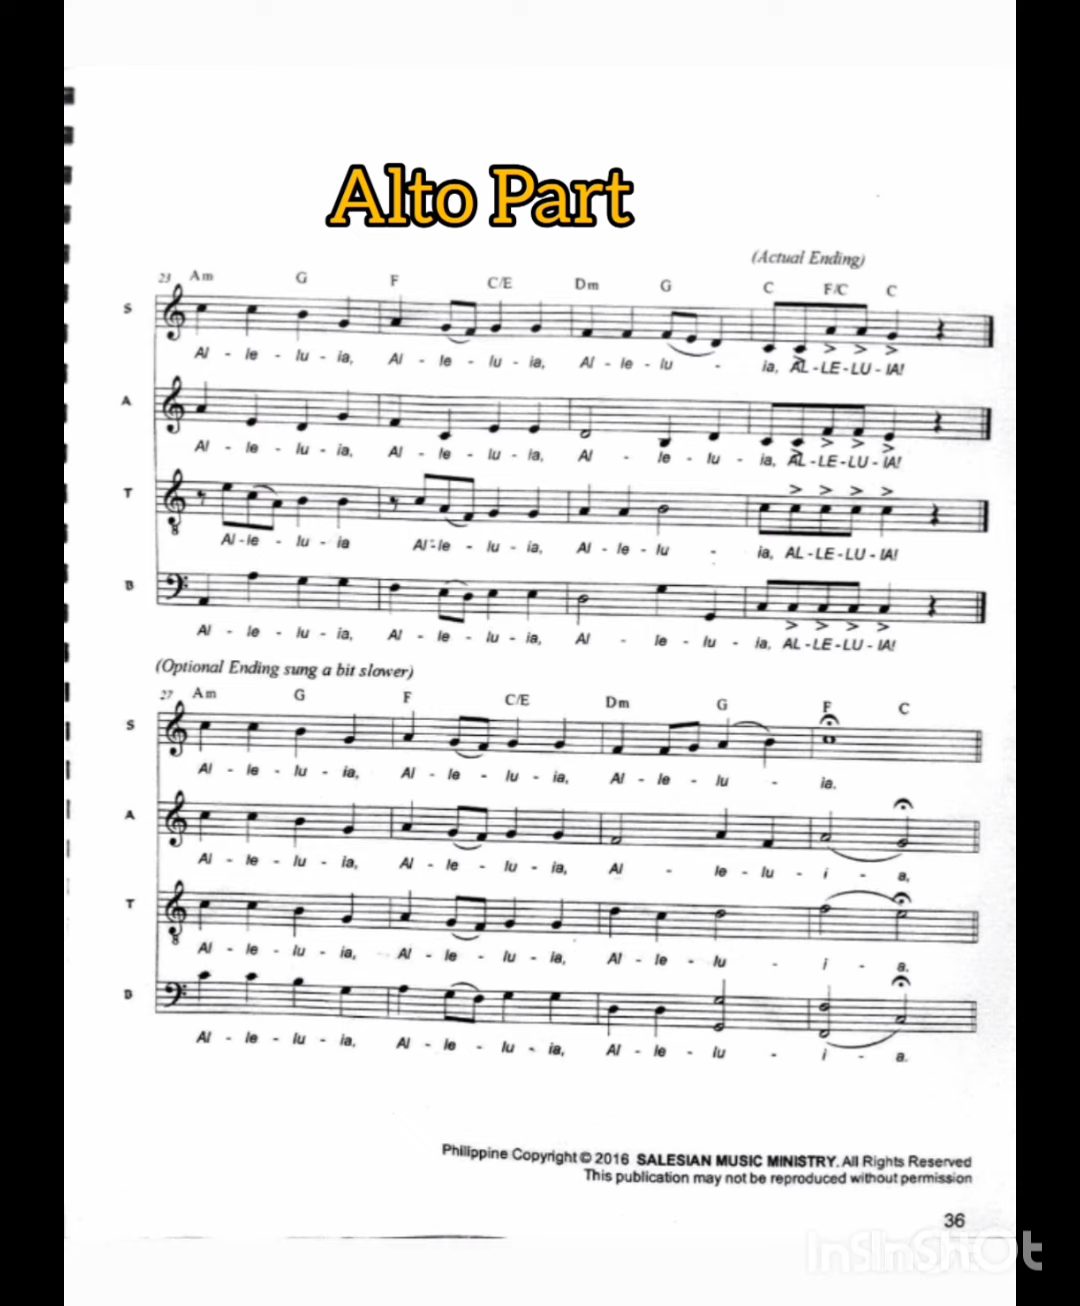 Alto Part
(Actual Ending)
23 Am G F C/E Dm G C F/C C
S
Al - le - lu - ia, Al - le - lu - ia, Al - le - lu - ia, AL - LE - LU - IA!
A
Al - le - lu - ia, Al - le - lu - ia, Al - le - lu - ia, AL - LE - LU - IA!
T
8
Al - le - lu - ia Al - le - lu - ia, Al - le - lu - ia, AL - LE - LU - IA!
B
Al - le - lu - ia, Al - le - lu - ia, Al - le - lu - ia, AL - LE - LU - IA!
(Optional Ending sung a bit slower)
27 Am G F C/E Dm G F C
S
Al - le - lu - ia, Al - le - lu - ia, Al - le - lu - ia.
A
Al - le - lu - ia, Al - le - lu - ia, Al - le - lu - i - a,
T
8
Al - le - lu - ia, Al - le - lu - ia, Al - le - lu - i - a.
B
Al - le - lu - ia, Al - le - lu - ia, Al - le - lu - i - a.
Philippine Copyright © 2016 SALESIAN MUSIC MINISTRY. All Rights Reserved
This publication may not be reproduced without permission
36
InShOt